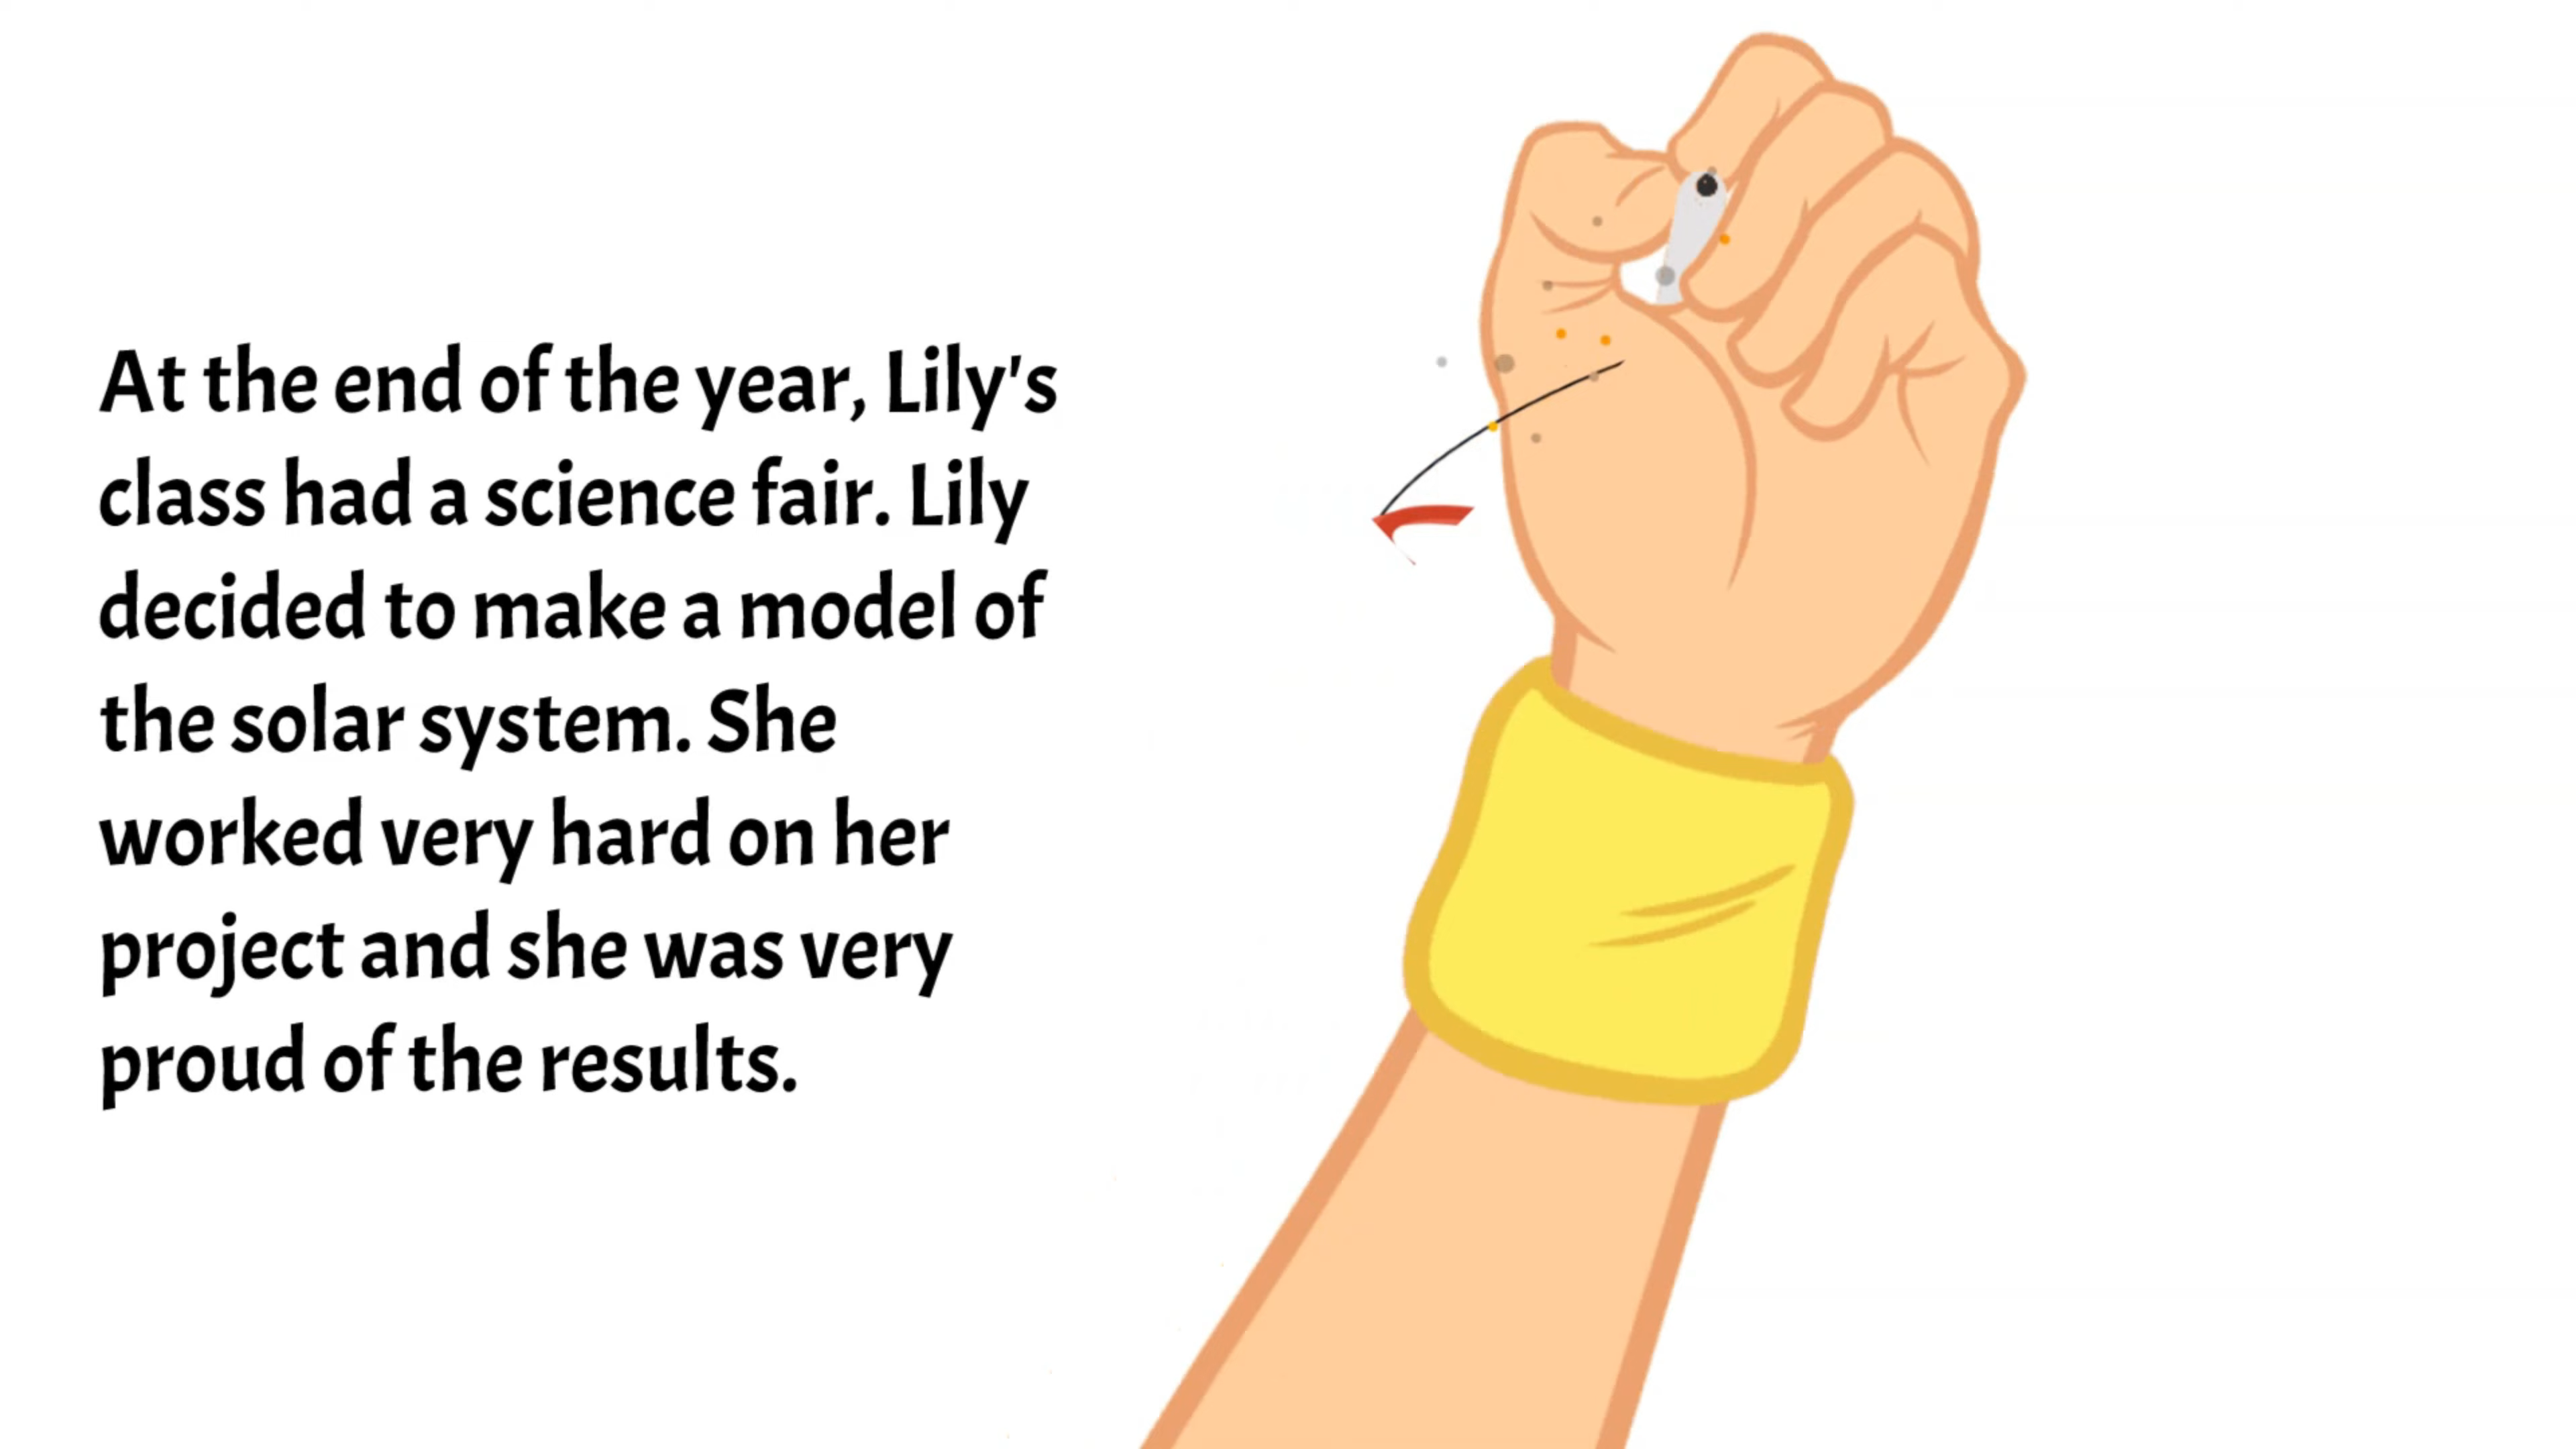 At the end of the year, Lily's
class had a science fair. Lily
decided to make a model of
the solar system. She
worked very hard on her
project and she was very
proud of the results.